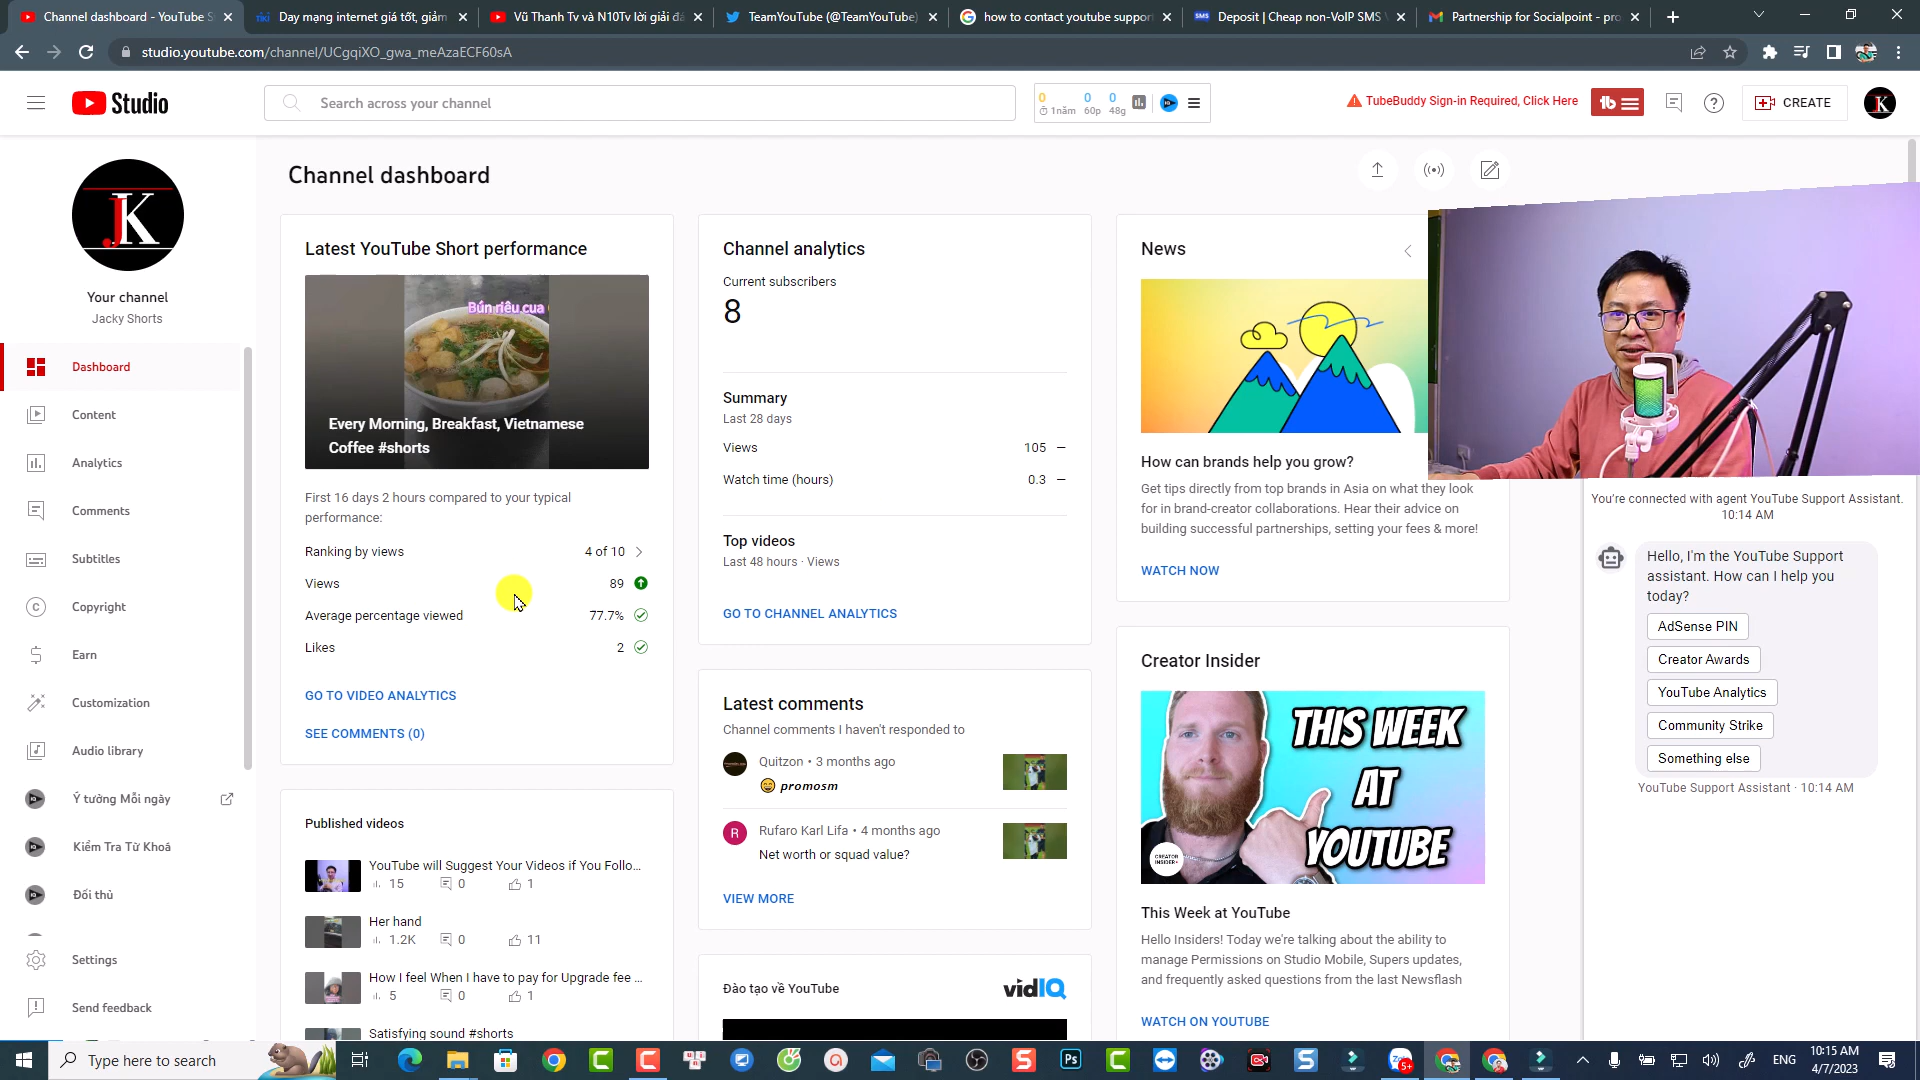 Channel dashboard - YouTube S
TIKI Day mạng internet giá tốt, giảm
Vũ Thanh Tv và N10Tv lời giải đá
TeamYouTube (@TeamYouTube)
how to contact youtube suppor
SMS Deposit | Cheap non-VoIP SMS V
Partnership for Socialpoint - pro
studio.youtube.com/channel/UCgqiXO_gwa_meAzaECF60sA
Studio
Search across your channel
0 0 0
1năm 60p 48g
TubeBuddy Sign-in Required, Click Here
tb
CREATE
JK
JK
Your channel
Jacky Shorts
Dashboard
Content
Analytics
Comments
Subtitles
Copyright
Earn
Customization
Audio library
Ý tưởng Mỗi ngày
Kiểm Tra Từ Khoá
Đối thủ
Settings
Send feedback
Channel dashboard
Latest YouTube Short performance
Bún riêu cua
Every Morning, Breakfast, Vietnamese
Coffee #shorts
First 16 days 2 hours compared to your typical
performance:
Ranking by views 4 of 10
Views 89
Average percentage viewed 77.7%
Likes 2
GO TO VIDEO ANALYTICS
SEE COMMENTS (0)
Published videos
YouTube will Suggest Your Videos if You Follo...
15 0 1
Her hand
1.2K 0 11
How I feel When I have to pay for Upgrade fee ...
5 0 1
Satisfying sound #shorts
Channel analytics
Current subscribers
8
Summary
Last 28 days
Views 105 —
Watch time (hours) 0.3 —
Top videos
Last 48 hours · Views
GO TO CHANNEL ANALYTICS
Latest comments
Channel comments I haven't responded to
Quitzon • 3 months ago
😄 promosm
R
Rufaro Karl Lifa • 4 months ago
Net worth or squad value?
VIEW MORE
Đào tạo về YouTube
vidIQ
News
How can brands help you grow?
Get tips directly from top brands in Asia on what they look
for in brand-creator collaborations. Hear their advice on
building successful partnerships, setting your fees & more!
WATCH NOW
Creator Insider
THIS WEEK
AT
YOUTUBE
CREATOR
INSIDER
This Week at YouTube
Hello Insiders! Today we're talking about the ability to
manage Permissions on Studio Mobile, Supers updates,
and frequently asked questions from the last Newsflash
WATCH ON YOUTUBE
You're connected with agent YouTube Support Assistant.
10:14 AM
Hello, I'm the YouTube Support
assistant. How can I help you
today?
AdSense PIN
Creator Awards
YouTube Analytics
Community Strike
Something else
YouTube Support Assistant · 10:14 AM
Type here to search
Ps
5+
ENG
10:15 AM
4/7/2023